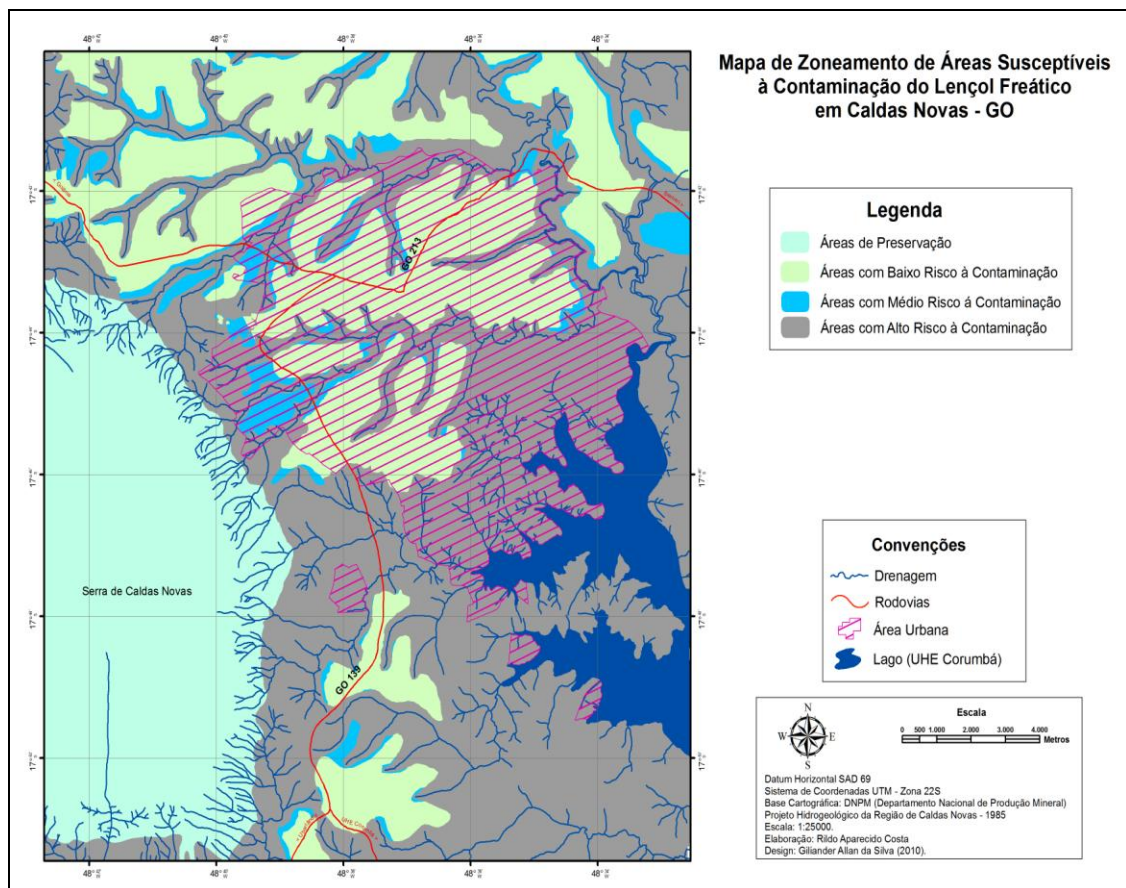 Mapa de Zoneamento de Áreas Susceptíveis
à Contaminação do Lençol Freático
em Caldas Novas - GO
Legenda
Áreas de Preservação
Áreas com Baixo Risco à Contaminação
Áreas com Médio Risco á Contaminação
Áreas com Alto Risco à Contaminação
GO 213
Serra de Caldas Novas
GO 139
UHE Corumbá
Convenções
Drenagem
Rodovias
Área Urbana
Lago (UHE Corumbá)
N
W
E
S
Escala
0 500 1.000 2.000 3.000 4.000
Metros
Datum Horizontal SAD 69
Sistema de Coordenadas UTM - Zona 22S
Base Cartográfica: DNPM (Departamento Nacional de Produção Mineral)
Projeto Hidrogeológico da Região de Caldas Novas - 1985
Escala: 1:25000.
Elaboração: Rildo Aparecido Costa
Design: Giliander Allan da Silva (2010).